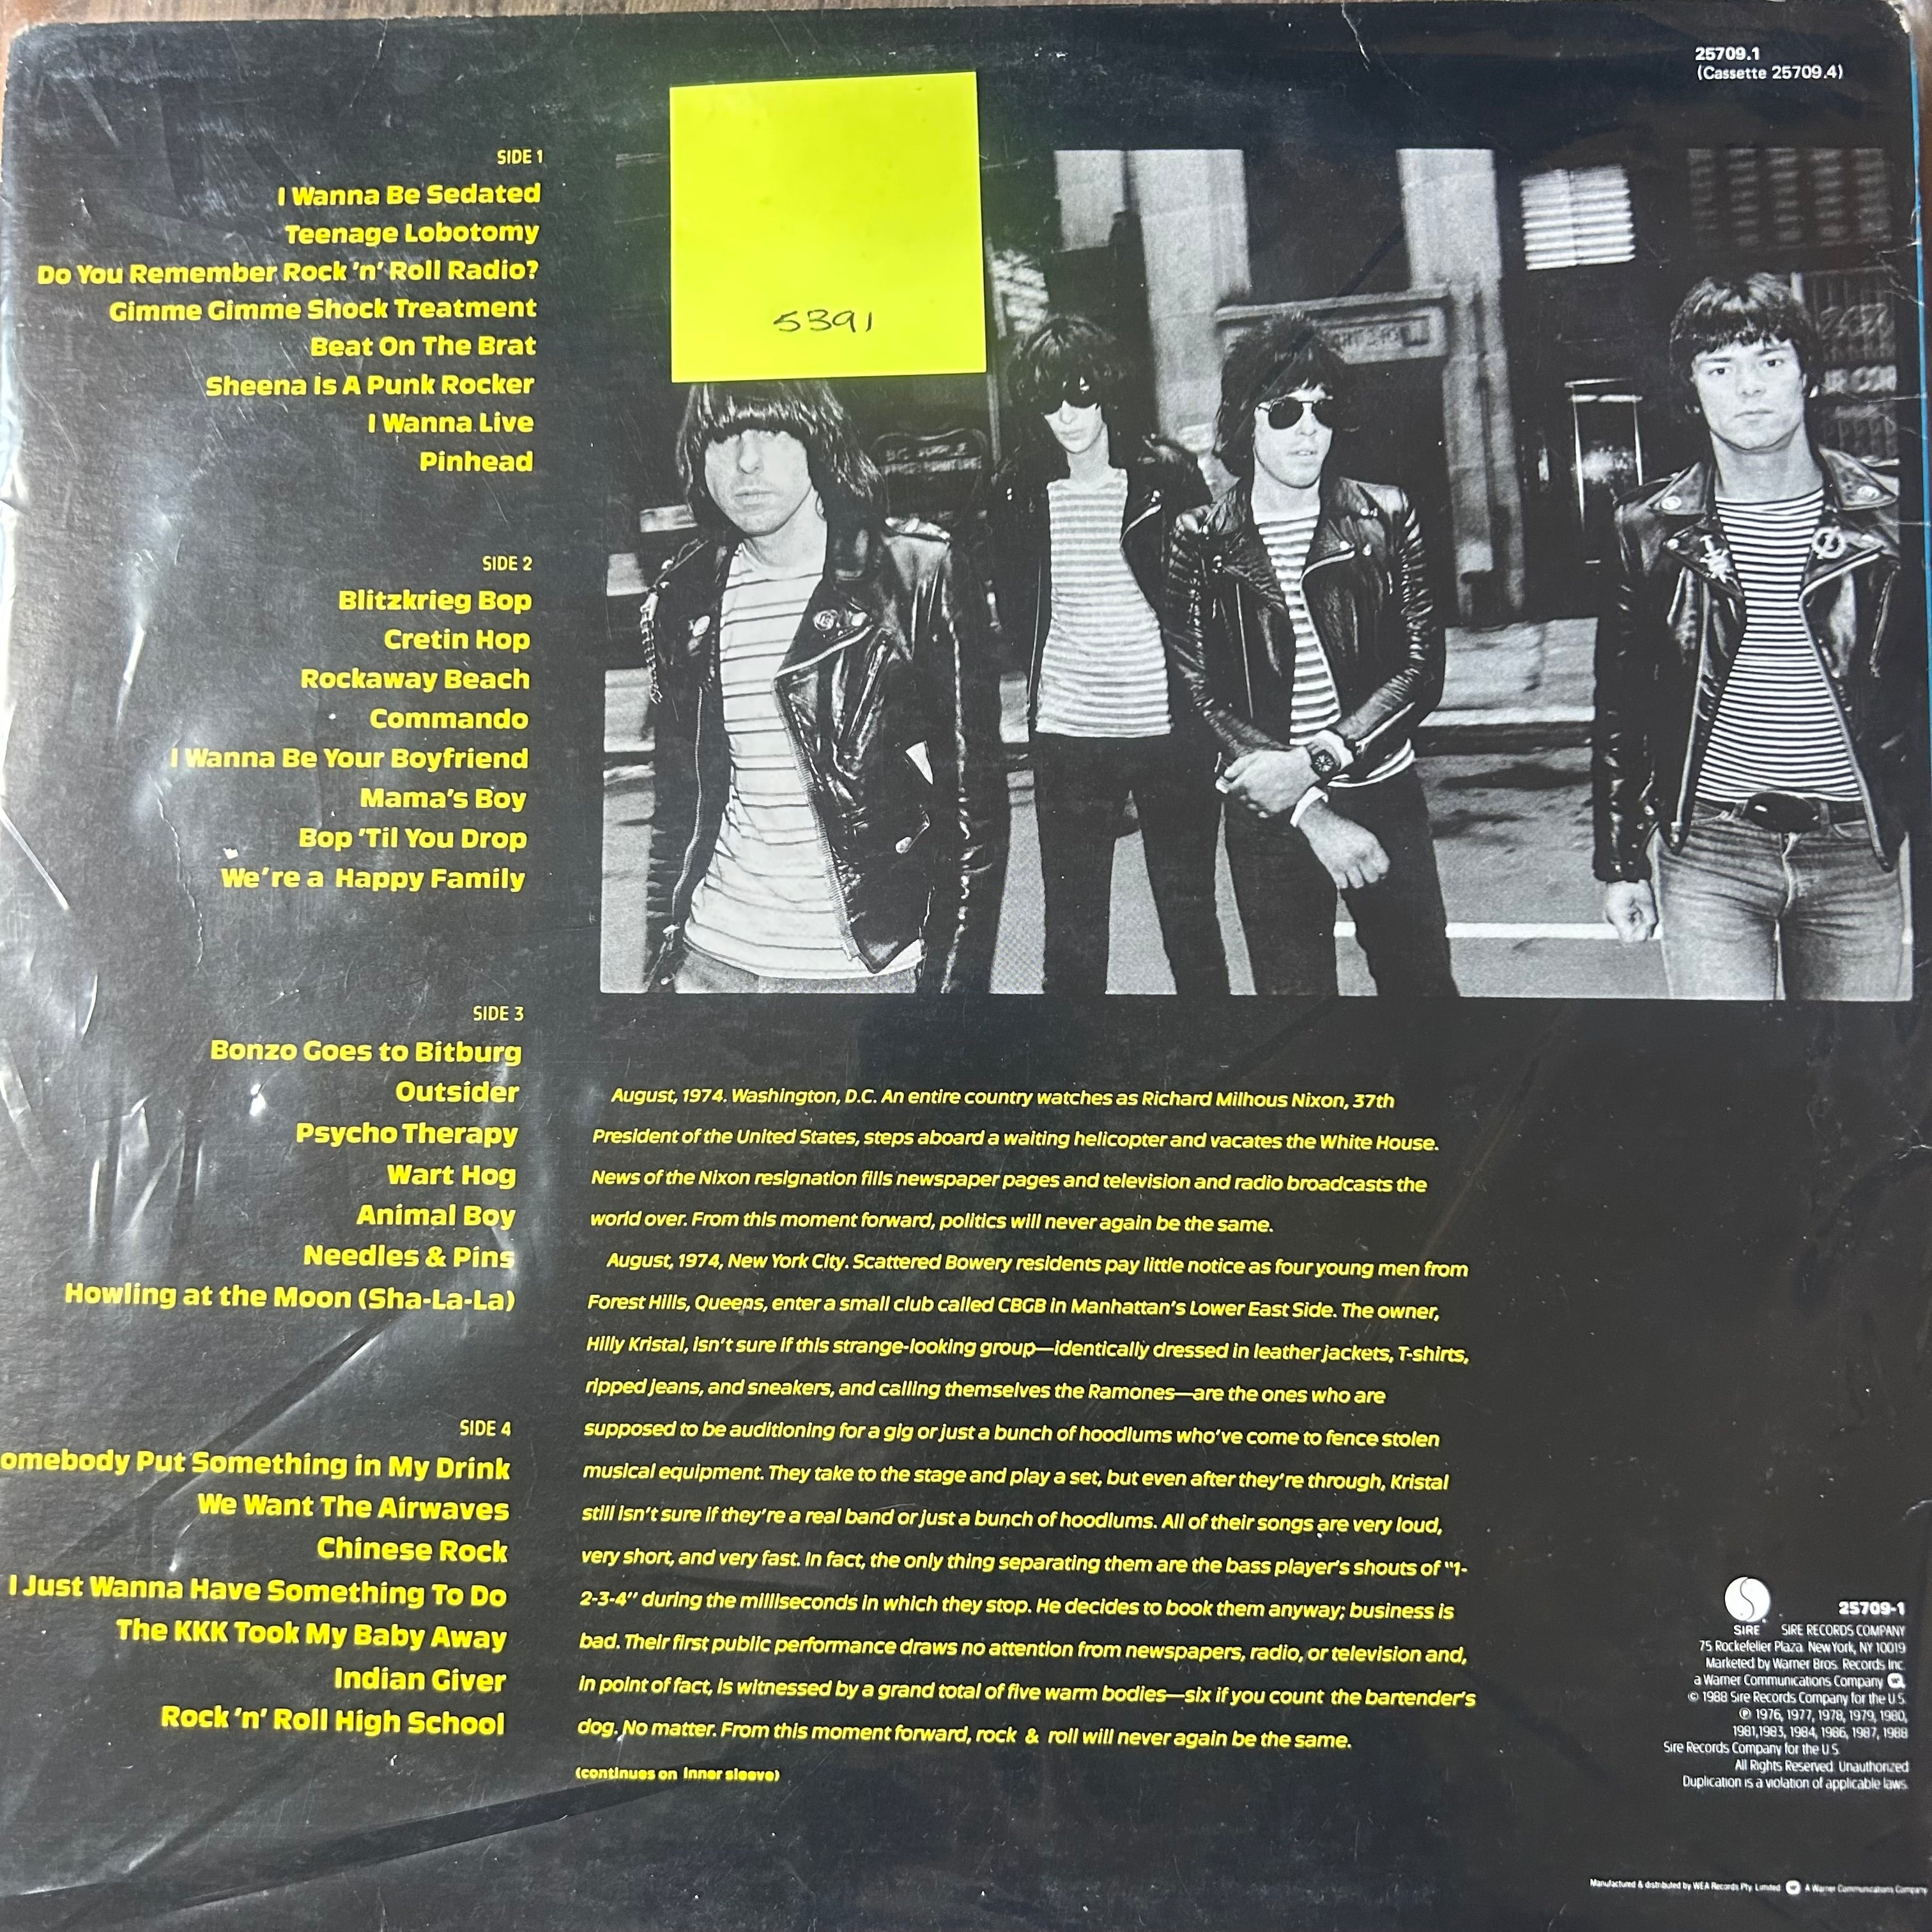 25709.1
(Cassette 25709.4)
5391
SIDE 1
I Wanna Be Sedated
Teenage Lobotomy
Do You Remember Rock 'n' Roll Radio?
Gimme Gimme Shock Treatment
Beat On The Brat
Sheena Is A Punk Rocker
I Wanna Live
Pinhead
SIDE 2
Blitzkrieg Bop
Cretin Hop
Rockaway Beach
Commando
I Wanna Be Your Boyfriend
Mama's Boy
Bop 'Til You Drop
We're a Happy Family
SIDE 3
Bonzo Goes to Bitburg
Outsider
Psycho Therapy
Wart Hog
Animal Boy
Needles & Pins
Howling at the Moon (Sha-La-La)
SIDE 4
omebody Put Something in My Drink
We Want The Airwaves
Chinese Rock
I Just Wanna Have Something To Do
The KKK Took My Baby Away
Indian Giver
Rock 'n' Roll High School
August, 1974. Washington, D.C. An entire country watches as Richard Milhous Nixon, 37th
President of the United States, steps aboard a waiting helicopter and vacates the White House.
News of the Nixon resignation fills newspaper pages and television and radio broadcasts the
world over. From this moment forward, politics will never again be the same.
August, 1974, New York City. Scattered Bowery residents pay little notice as four young men from
Forest Hills, Queens, enter a small club called CBGB in Manhattan's Lower East Side. The owner,
Hilly Kristal, isn't sure if this strange-looking group—identically dressed in leather jackets, T-shirts,
ripped jeans, and sneakers, and calling themselves the Ramones—are the ones who are
supposed to be auditioning for a gig or just a bunch of hoodlums who've come to fence stolen
musical equipment. They take to the stage and play a set, but even after they're through, Kristal
still isn't sure if they're a real band or just a bunch of hoodlums. All of their songs are very loud,
very short, and very fast. In fact, the only thing separating them are the bass player's shouts of "1-
2-3-4" during the milliseconds in which they stop. He decides to book them anyway; business is
bad. Their first public performance draws no attention from newspapers, radio, or television and,
in point of fact, is witnessed by a grand total of five warm bodies—six if you count the bartender's
dog. No matter. From this moment forward, rock & roll will never again be the same.
(continues on inner sleeve)
25709-1
SIRE SIRE RECORDS COMPANY
75 Rockefeller Plaza. New York, NY 10019
Marketed by Warner Bros. Records Inc.
a Warner Communications Company
© 1988 Sire Records Company for the U.S.
℗ 1976, 1977, 1978, 1979, 1980,
1981,1983, 1984, 1986, 1987, 1988
Sire Records Company for the U.S.
All Rights Reserved. Unauthorized
Duplication is a violation of applicable laws.
Manufactured & distributed by WEA Records Pty. Limited A Warner Communications Company